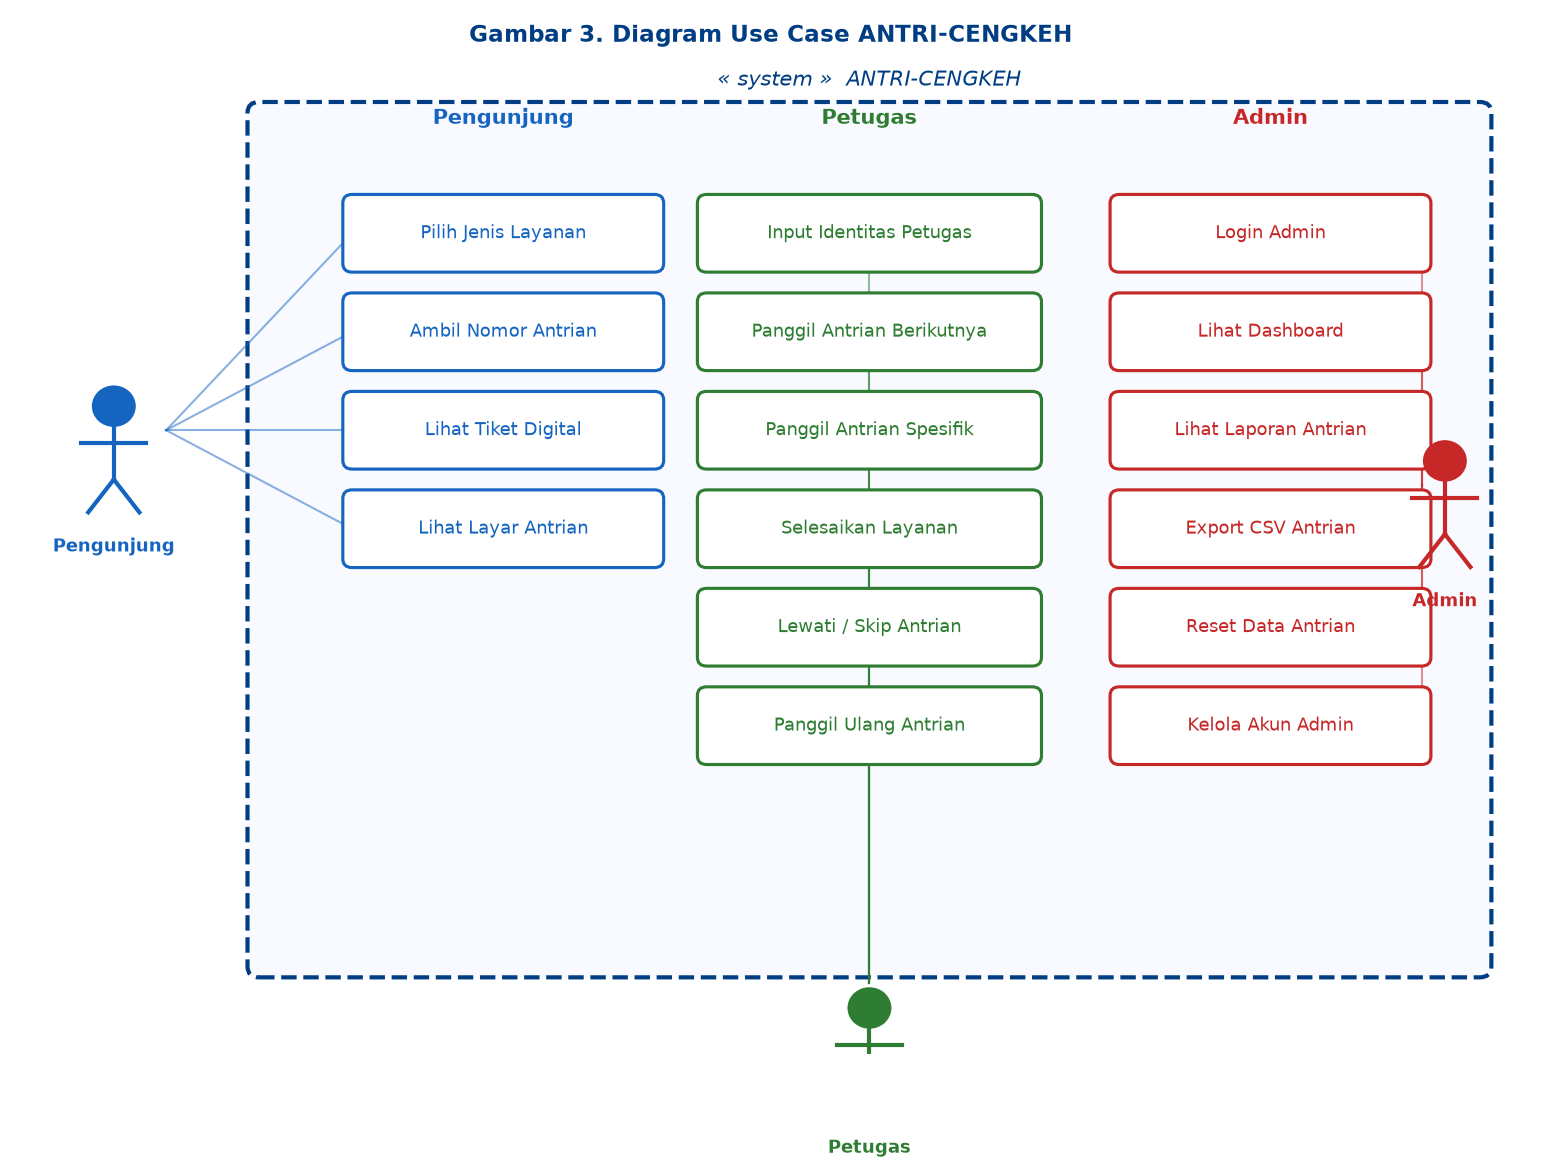 Gambar 3. Diagram Use Case ANTRI-CENGKEH
« system » ANTRI-CENGKEH
Pengunjung
Petugas
Admin
Pilih Jenis Layanan
Input Identitas Petugas
Login Admin
Ambil Nomor Antrian
Panggil Antrian Berikutnya
Lihat Dashboard
Lihat Tiket Digital
Panggil Antrian Spesifik
Lihat Laporan Antrian
Lihat Layar Antrian
Selesaikan Layanan
Export CSV Antrian
Pengunjung
Admin
Lewati / Skip Antrian
Reset Data Antrian
Panggil Ulang Antrian
Kelola Akun Admin
Petugas